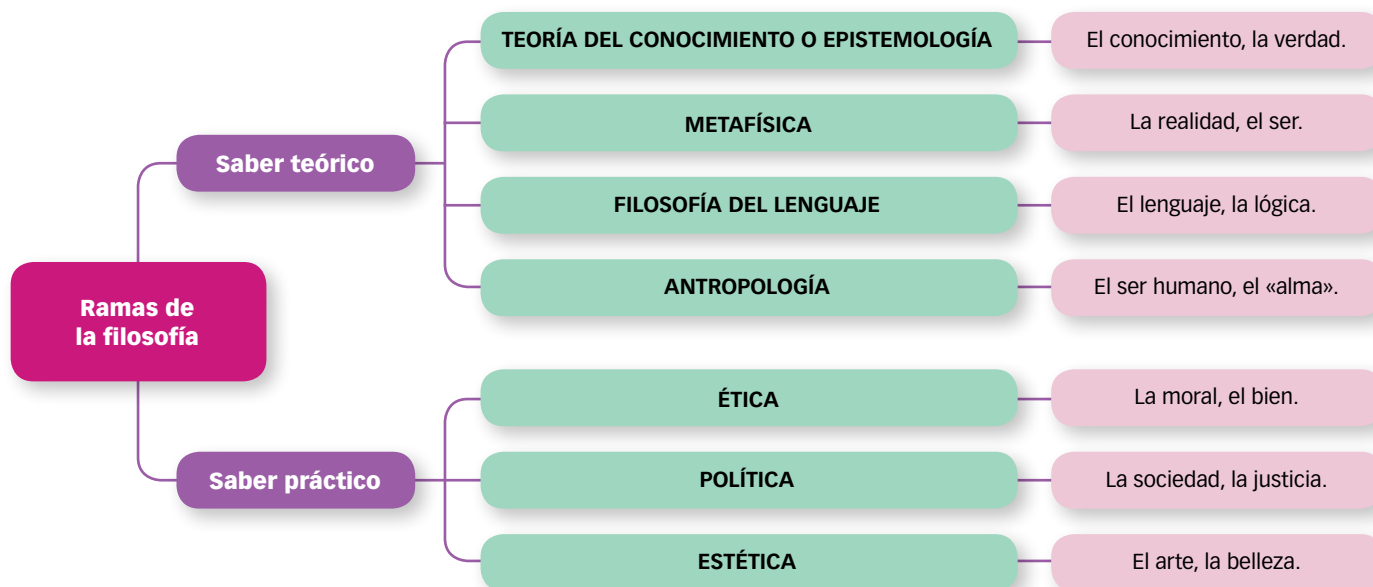 TEORÍA DEL CONOCIMIENTO O EPISTEMOLOGÍA
El conocimiento, la verdad.
METAFÍSICA
La realidad, el ser.
Saber teórico
FILOSOFÍA DEL LENGUAJE
El lenguaje, la lógica.
ANTROPOLOGÍA
El ser humano, el «alma».
Ramas de
la filosofía
ÉTICA
La moral, el bien.
Saber práctico
POLÍTICA
La sociedad, la justicia.
ESTÉTICA
El arte, la belleza.